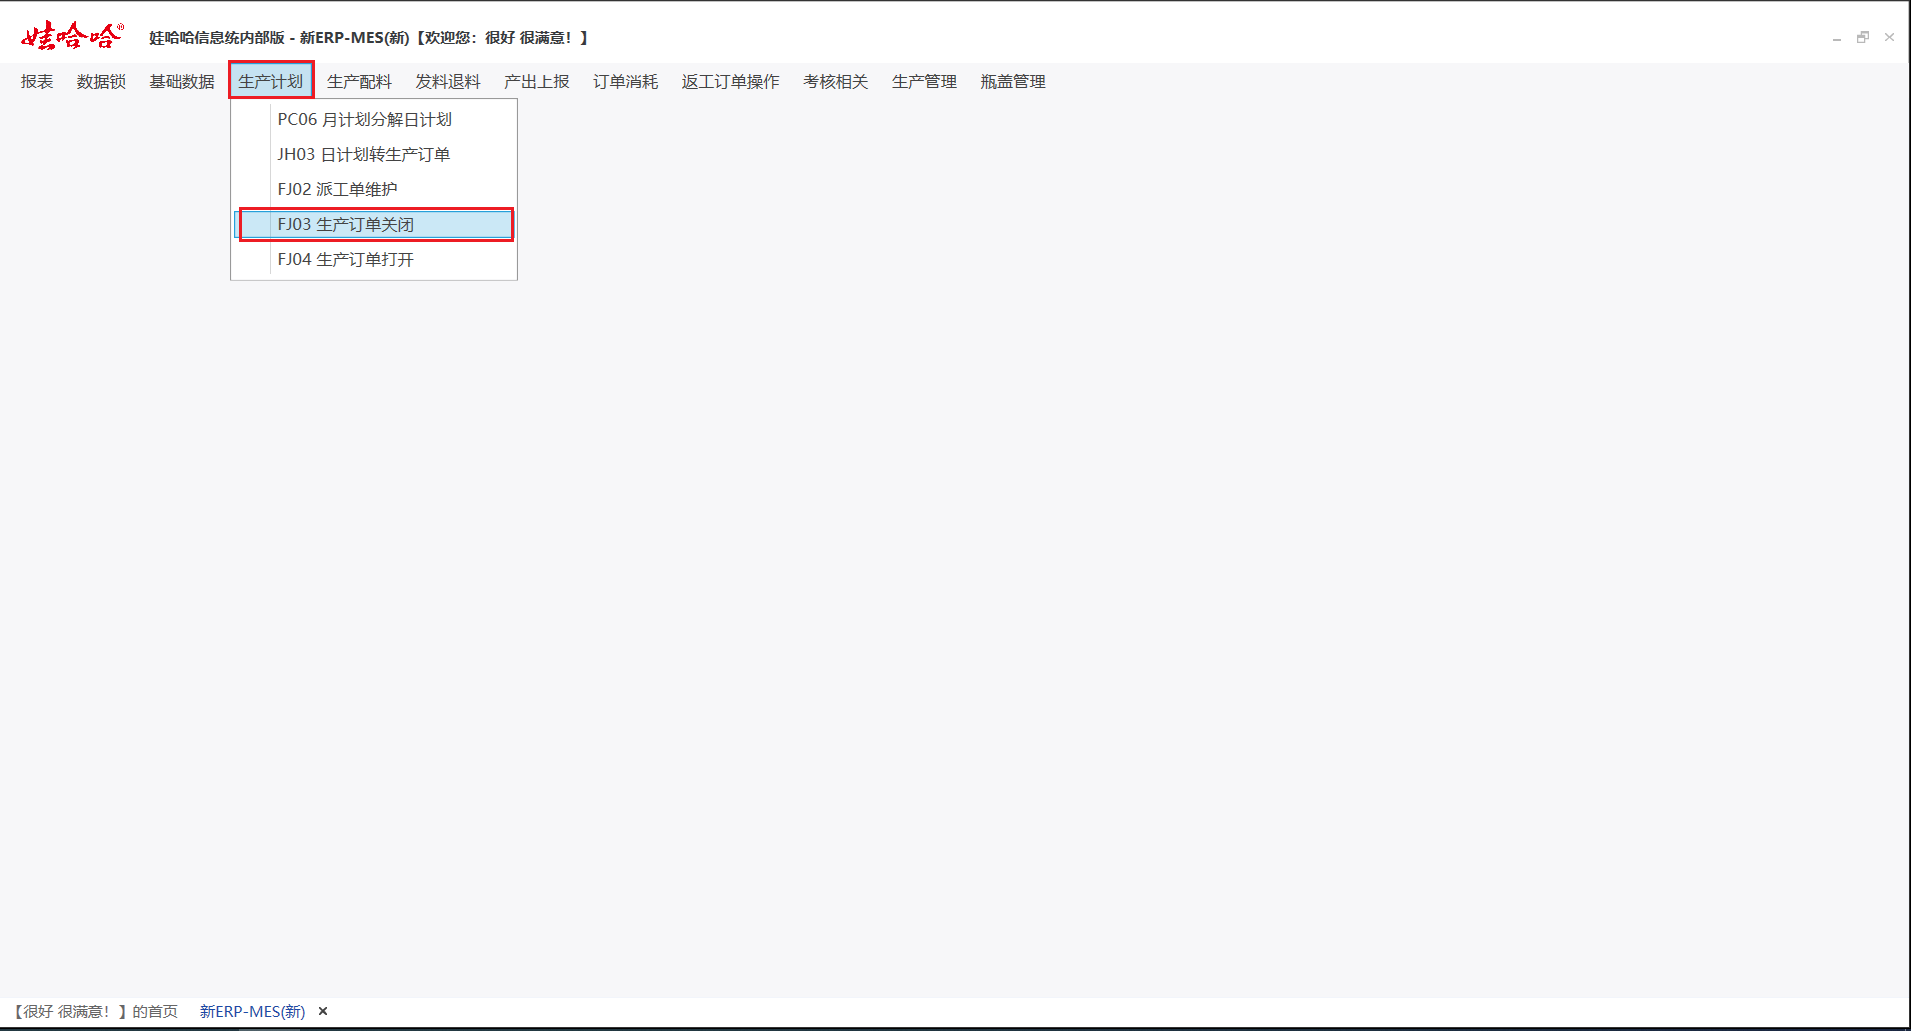 娃哈哈®
娃哈哈信息统内部版 - 新ERP-MES(新)【欢迎您：很好 很满意！】
报表 数据锁 基础数据 生产计划 生产配料 发料退料 产出上报 订单消耗 返工订单操作 考核相关 生产管理 瓶盖管理
PC06 月计划分解日计划
JH03 日计划转生产订单
FJ02 派工单维护
FJ03 生产订单关闭
FJ04 生产订单打开
【很好 很满意！】的首页 新ERP-MES(新)